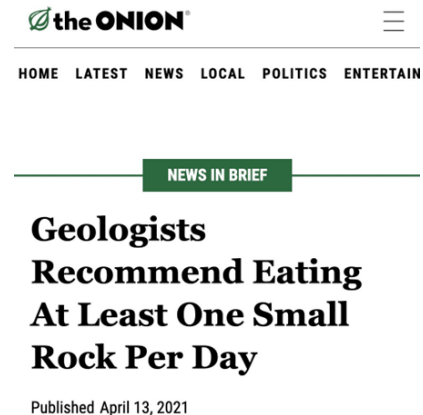 the ONION®
HOME LATEST NEWS LOCAL POLITICS ENTERTAIN
NEWS IN BRIEF
Geologists
Recommend Eating
At Least One Small
Rock Per Day
Published April 13, 2021